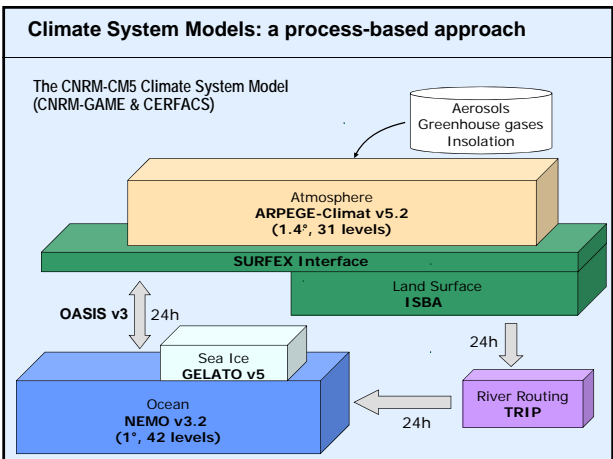 Climate System Models: a process-based approach
The CNRM-CM5 Climate System Model
(CNRM-GAME & CERFACS)
Aerosols
Greenhouse gases
Insolation
Atmosphere
ARPEGE-Climat v5.2
(1.4°, 31 levels)
SURFEX Interface
Land Surface
ISBA
OASIS v3
24h
24h
Sea Ice
GELATO v5
River Routing
TRIP
Ocean
NEMO v3.2
(1°, 42 levels)
24h